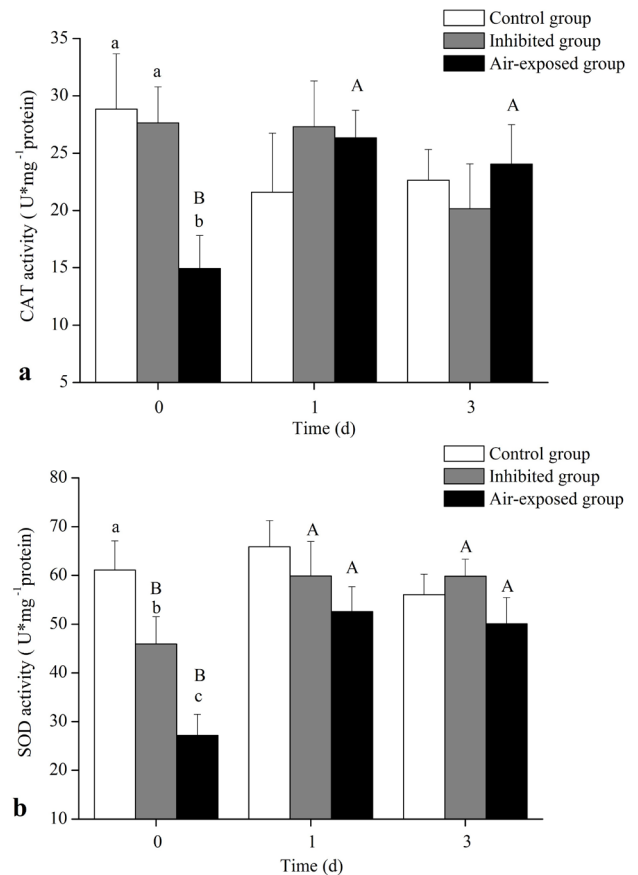 Control group
Inhibited group
Air-exposed group
CAT activity ( U*mg⁻¹protein)
35
30
25
20
15
10
5
a
a
B
b
A
A
0
1
3
Time (d)
a
Control group
Inhibited group
Air-exposed group
SOD activity ( U*mg⁻¹protein)
80
70
60
50
40
30
20
10
a
B
b
B
c
A
A
A
A
0
1
3
Time (d)
b